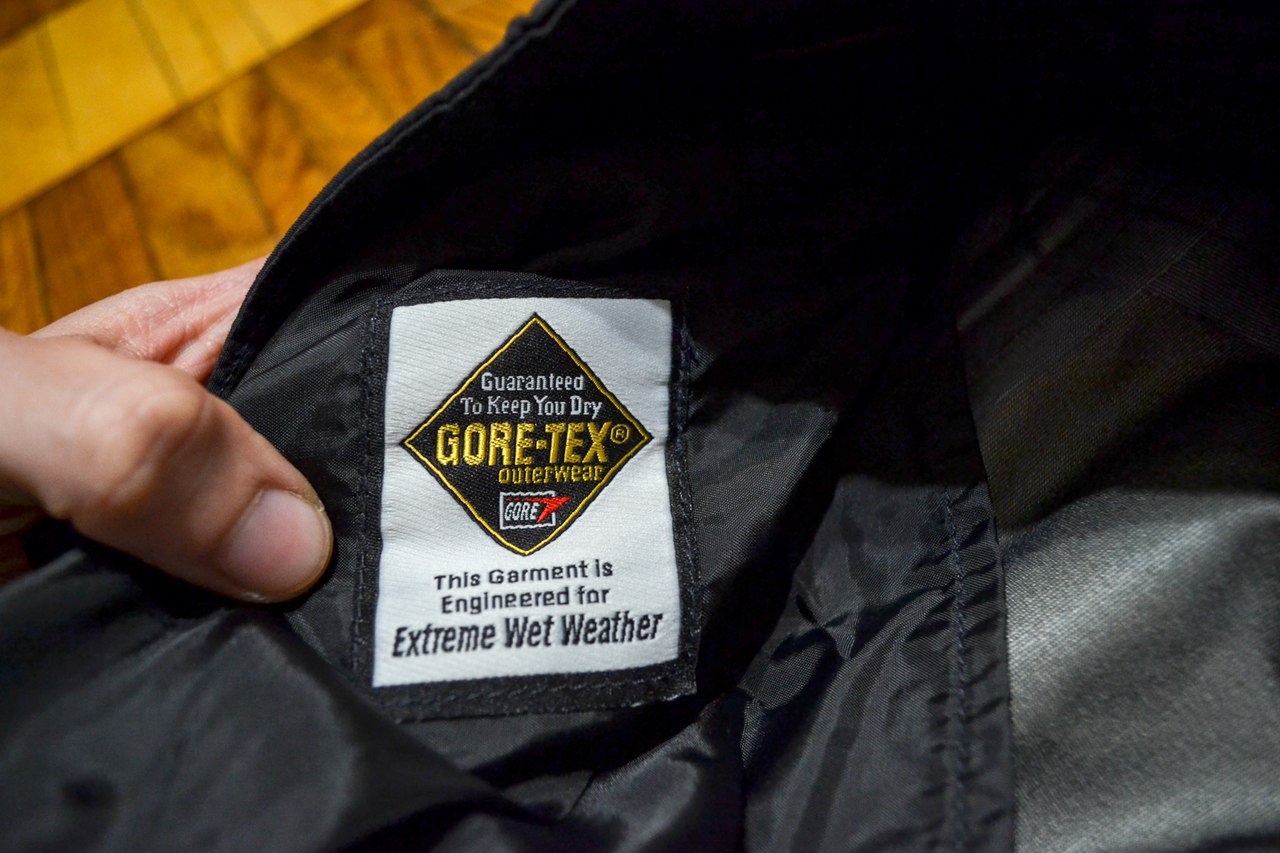 Guaranteed
To Keep You Dry
GORE-TEX®
outerwear
GORE
This Garment is
Engineered for
Extreme Wet Weather